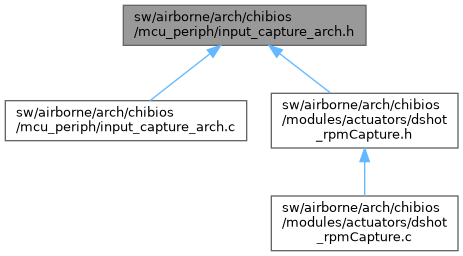 sw/airborne/arch/chibios
/mcu_periph/input_capture_arch.h
sw/airborne/arch/chibios
/mcu_periph/input_capture_arch.c
sw/airborne/arch/chibios
/modules/actuators/dshot
_rpmCapture.h
sw/airborne/arch/chibios
/modules/actuators/dshot
_rpmCapture.c